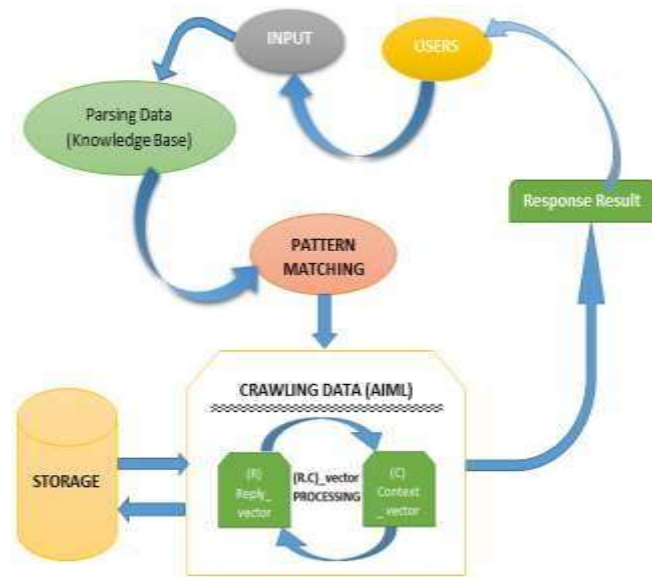 INPUT
USERS
Parsing Data
(Knowledge Base)
Response Result
PATTERN
MATCHING
CRAWLING DATA (AIML)
STORAGE
(R)
Reply_
vector
(R.C)_vector
PROCESSING
(C)
Context
_vector